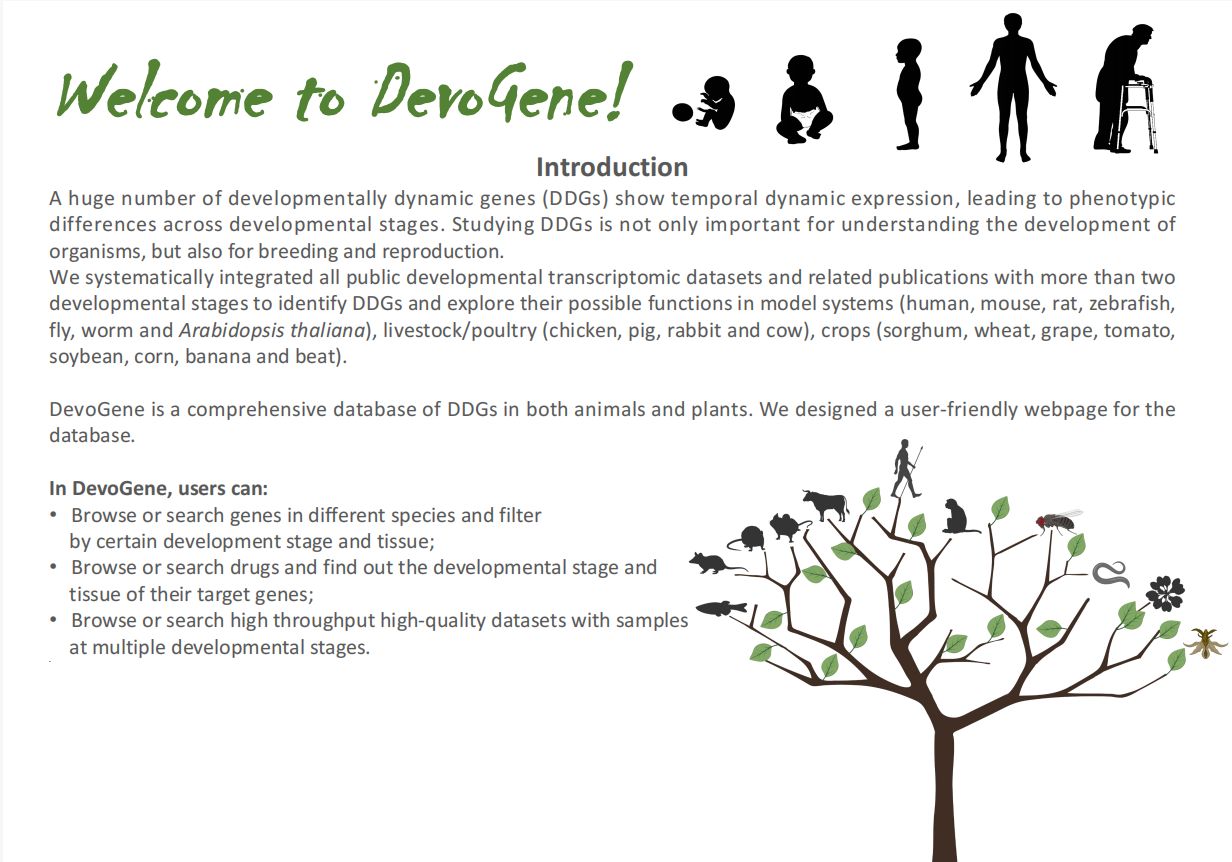 Welcome to DevoGene!
Introduction
A huge number of developmentally dynamic genes (DDGs) show temporal dynamic expression, leading to phenotypic
differences across developmental stages. Studying DDGs is not only important for understanding the development of
organisms, but also for breeding and reproduction.
We systematically integrated all public developmental transcriptomic datasets and related publications with more than two
developmental stages to identify DDGs and explore their possible functions in model systems (human, mouse, rat, zebrafish,
fly, worm and Arabidopsis thaliana), livestock/poultry (chicken, pig, rabbit and cow), crops (sorghum, wheat, grape, tomato,
soybean, corn, banana and beat).
DevoGene is a comprehensive database of DDGs in both animals and plants. We designed a user-friendly webpage for the
database.
In DevoGene, users can:
• Browse or search genes in different species and filter
by certain development stage and tissue;
• Browse or search drugs and find out the developmental stage and
tissue of their target genes;
• Browse or search high throughput high-quality datasets with samples
at multiple developmental stages.